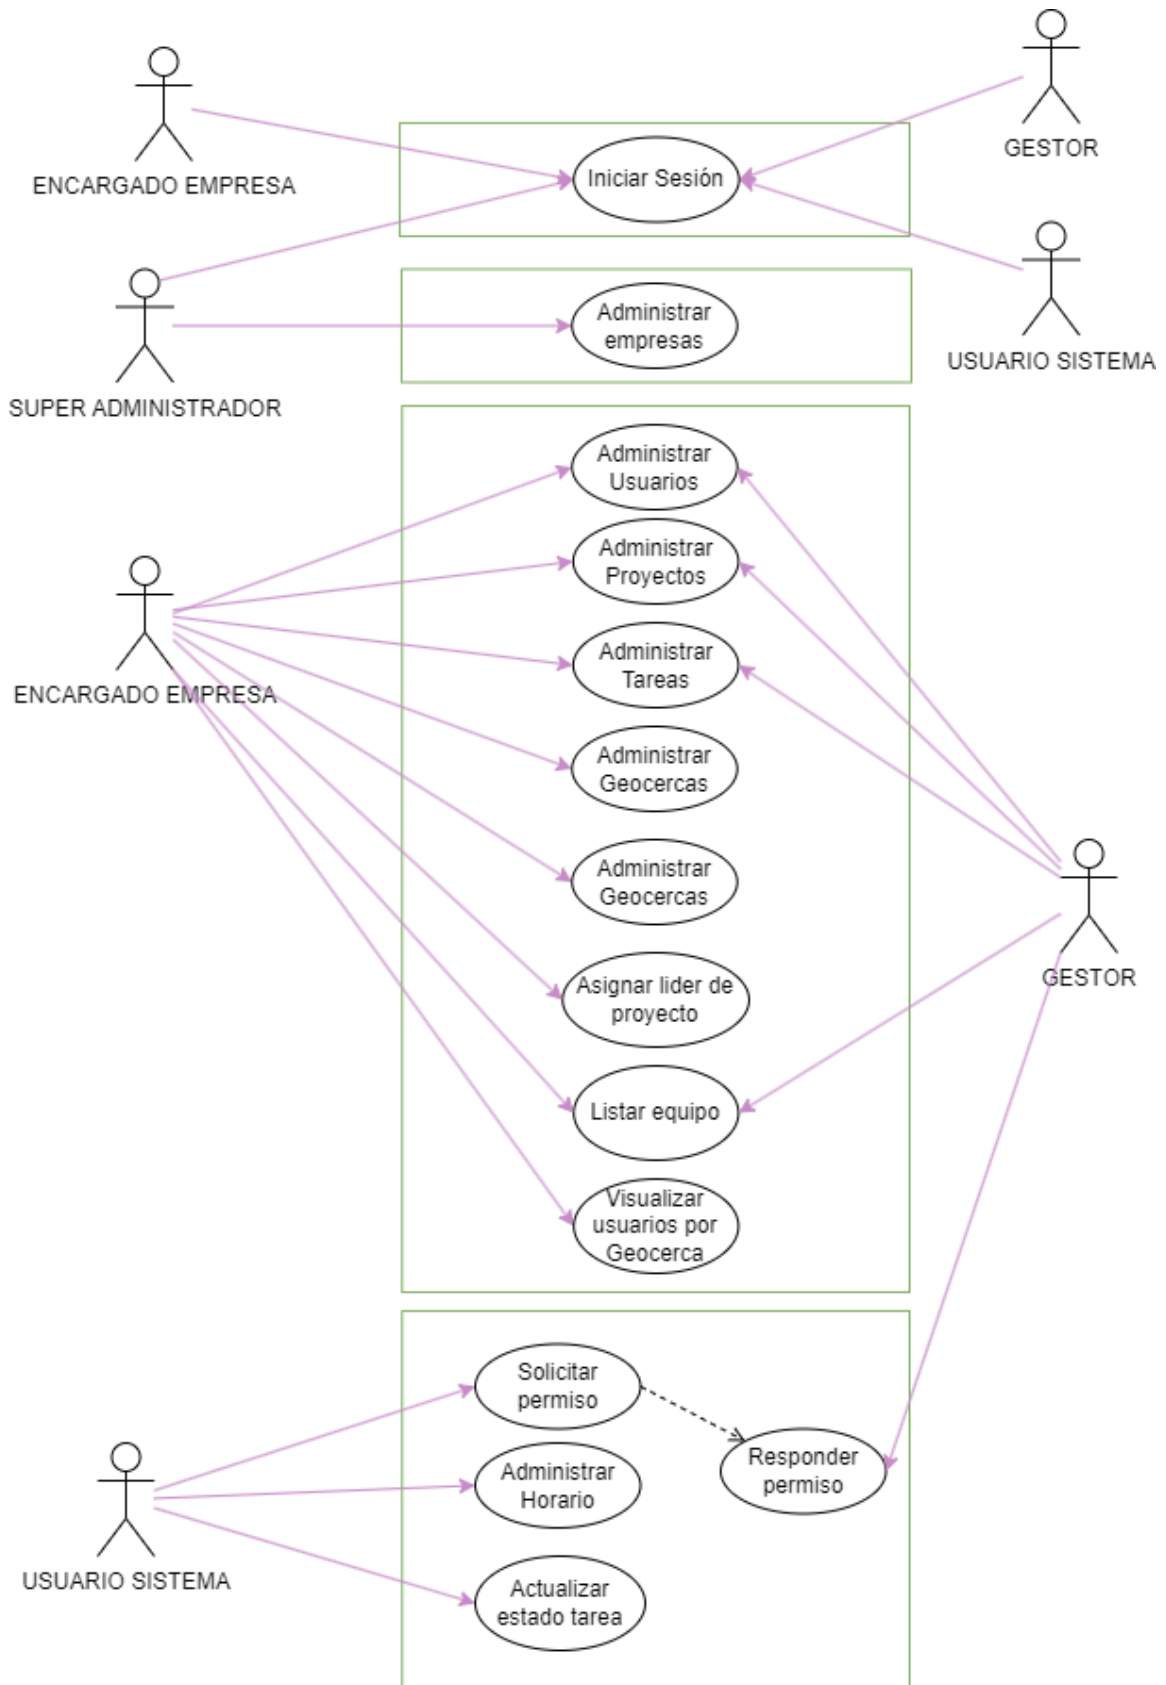 ENCARGADO EMPRESA
GESTOR
Iniciar Sesión
SUPER ADMINISTRADOR
USUARIO SISTEMA
Administrar
empresas
Administrar
Usuarios
Administrar
Proyectos
ENCARGADO EMPRESA
Administrar
Tareas
Administrar
Geocercas
Administrar
Geocercas
GESTOR
Asignar lider de
proyecto
Listar equipo
Visualizar
usuarios por
Geocerca
Solicitar
permiso
Responder
permiso
Administrar
Horario
USUARIO SISTEMA
Actualizar
estado tarea